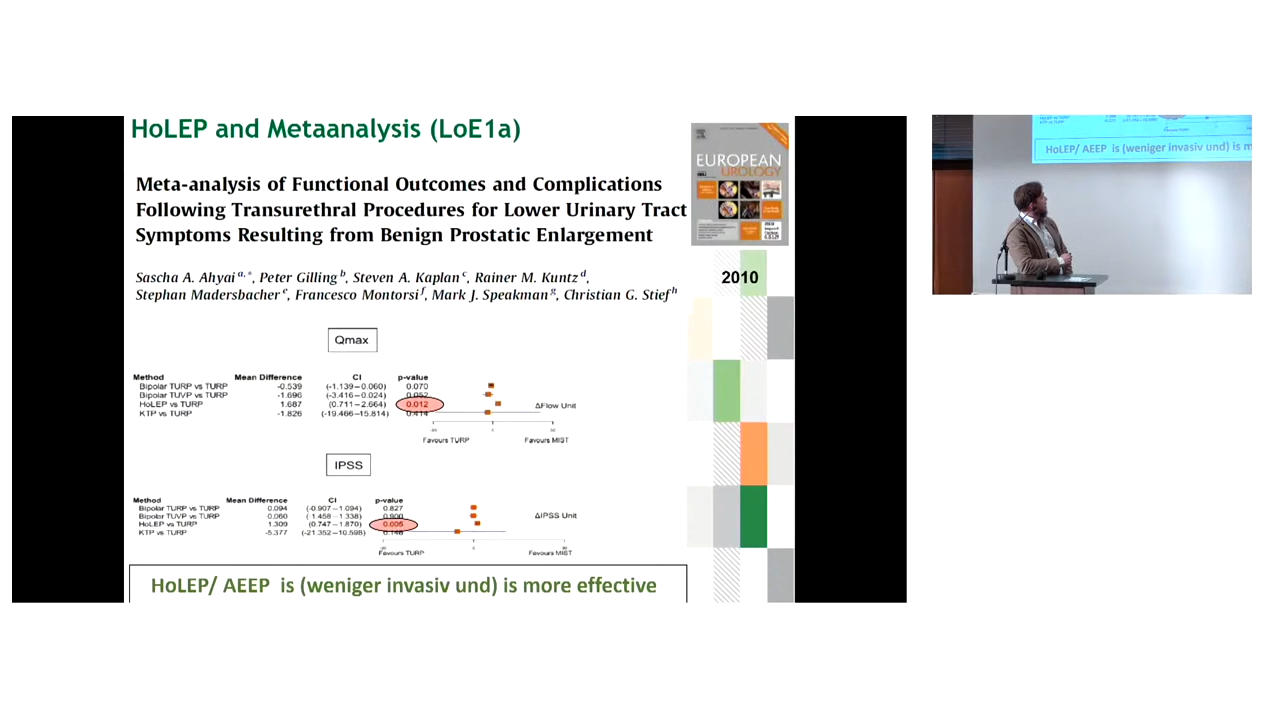 HoLEP and Metaanalysis (LoE1a)
Meta-analysis of Functional Outcomes and Complications
Following Transurethral Procedures for Lower Urinary Tract
Symptoms Resulting from Benign Prostatic Enlargement
Sascha A. Ahyai a,*, Peter Gilling b, Steven A. Kaplan c, Rainer M. Kuntz d,
Stephan Madersbacher e, Francesco Montorsi f, Mark J. Speakman g, Christian G. Stief h
EUROPEAN
UROLOGY
2010
Qmax
Method Mean Difference CI p-value
Bipolar TURP vs TURP -0.539 (-1.139–0.060) 0.070
Bipolar TUVP vs TURP -1.696 (-3.416–0.024) 0.052
HoLEP vs TURP 1.687 (0.711–2.664) 0.012
KTP vs TURP -1.826 (-19.466–15.814) 0.414
ΔFlow Unit
Favours TURP Favours MIST
IPSS
Method Mean Difference CI p-value
Bipolar TURP vs TURP 0.094 (-0.907–1.094) 0.827
Bipolar TUVP vs TURP 0.060 (1.458–1.338) 0.900
HoLEP vs TURP 1.309 (0.747–1.870) 0.005
KTP vs TURP -5.377 (-21.352–10.598) 0.148
ΔIPSS Unit
Favours TURP Favours MIST
HoLEP/ AEEP is (weniger invasiv und) is more effective
HoLEP/ AEEP is (weniger invasiv und) is m